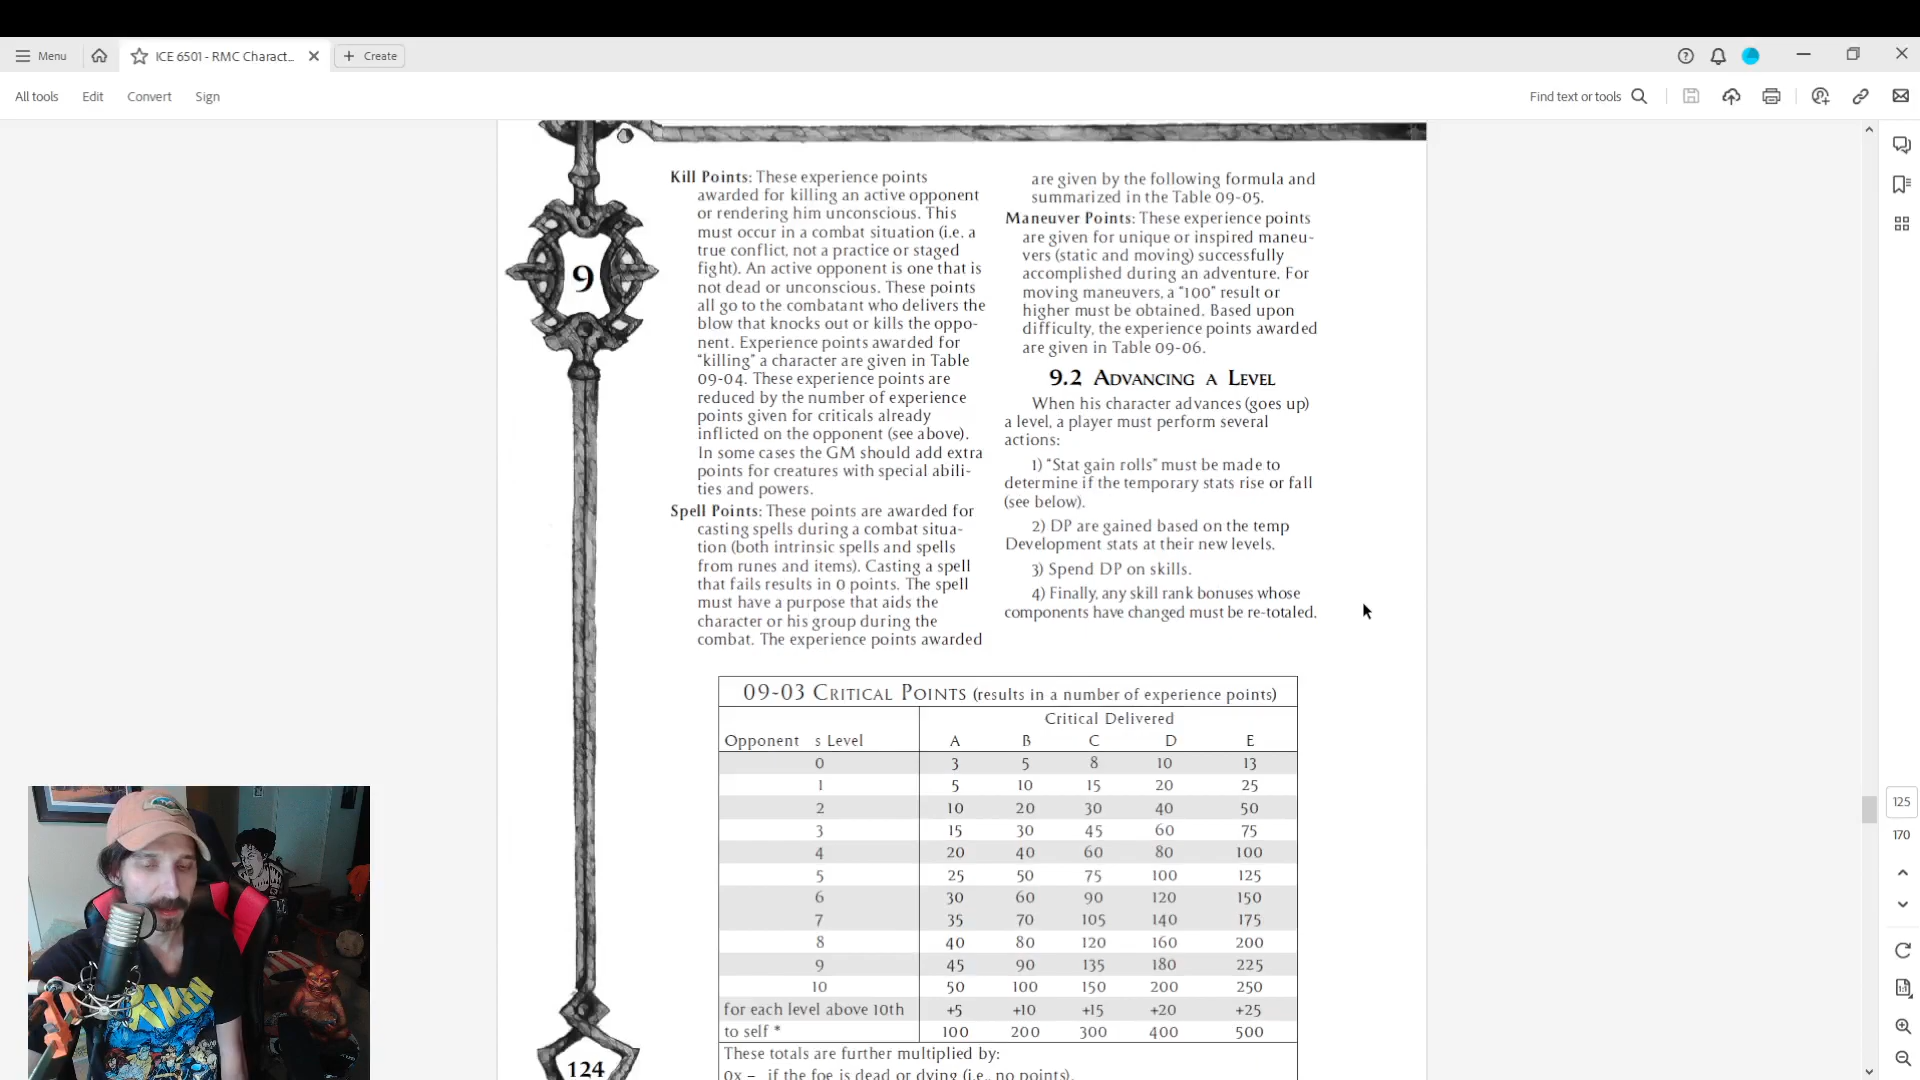 Menu
ICE 6501 - RMC Charact...
Create
All tools
Edit
Convert
Sign
Find text or tools
9
Kill Points: These experience points
awarded for killing an active opponent
or rendering him unconscious. This
must occur in a combat situation (i.e. a
true conflict, not a practice or staged
fight). An active opponent is one that is
not dead or unconscious. These points
all go to the combatant who delivers the
blow that knocks out or kills the oppo-
nent. Experience points awarded for
“killing” a character are given in Table
09-04. These experience points are
reduced by the number of experience
points given for criticals already
inflicted on the opponent (see above).
In some cases the GM should add extra
points for creatures with special abili-
ties and powers.
Spell Points: These points are awarded for
casting spells during a combat situa-
tion (both intrinsic spells and spells
from runes and items). Casting a spell
that fails results in 0 points. The spell
must have a purpose that aids the
character or his group during the
combat. The experience points awarded
are given by the following formula and
summarized in the Table 09-05.
Maneuver Points: These experience points
are given for unique or inspired maneu-
vers (static and moving) successfully
accomplished during an adventure. For
moving maneuvers, a “100” result or
higher must be obtained. Based upon
difficulty, the experience points awarded
are given in Table 09-06.
9.2 Advancing a Level
When his character advances (goes up)
a level, a player must perform several
actions:
1) “Stat gain rolls” must be made to
determine if the temporary stats rise or fall
(see below).
2) DP are gained based on the temp
Development stats at their new levels.
3) Spend DP on skills.
4) Finally, any skill rank bonuses whose
components have changed must be re-totaled.
09-03 Critical Points (results in a number of experience points)
Critical Delivered
Opponent s Level A B C D E
0 3 5 8 10 13
1 5 10 15 20 25
2 10 20 30 40 50
3 15 30 45 60 75
4 20 40 60 80 100
5 25 50 75 100 125
6 30 60 90 120 150
7 35 70 105 140 175
8 40 80 120 160 200
9 45 90 135 180 225
10 50 100 150 200 250
for each level above 10th +5 +10 +15 +20 +25
to self * 100 200 300 400 500
These totals are further multiplied by:
0x – if the foe is dead or dying (i.e., no points).
124
125
170
X-MEN